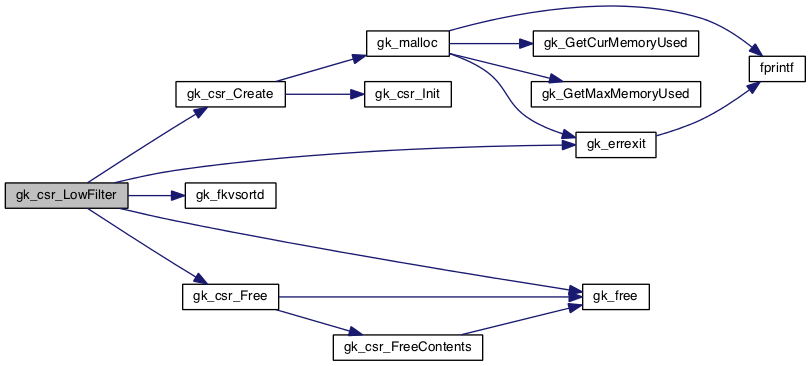 gk_malloc
gk_GetCurMemoryUsed
fprintf
gk_csr_Create
gk_csr_Init
gk_GetMaxMemoryUsed
gk_errexit
gk_csr_LowFilter
gk_fkvsortd
gk_csr_Free
gk_free
gk_csr_FreeContents